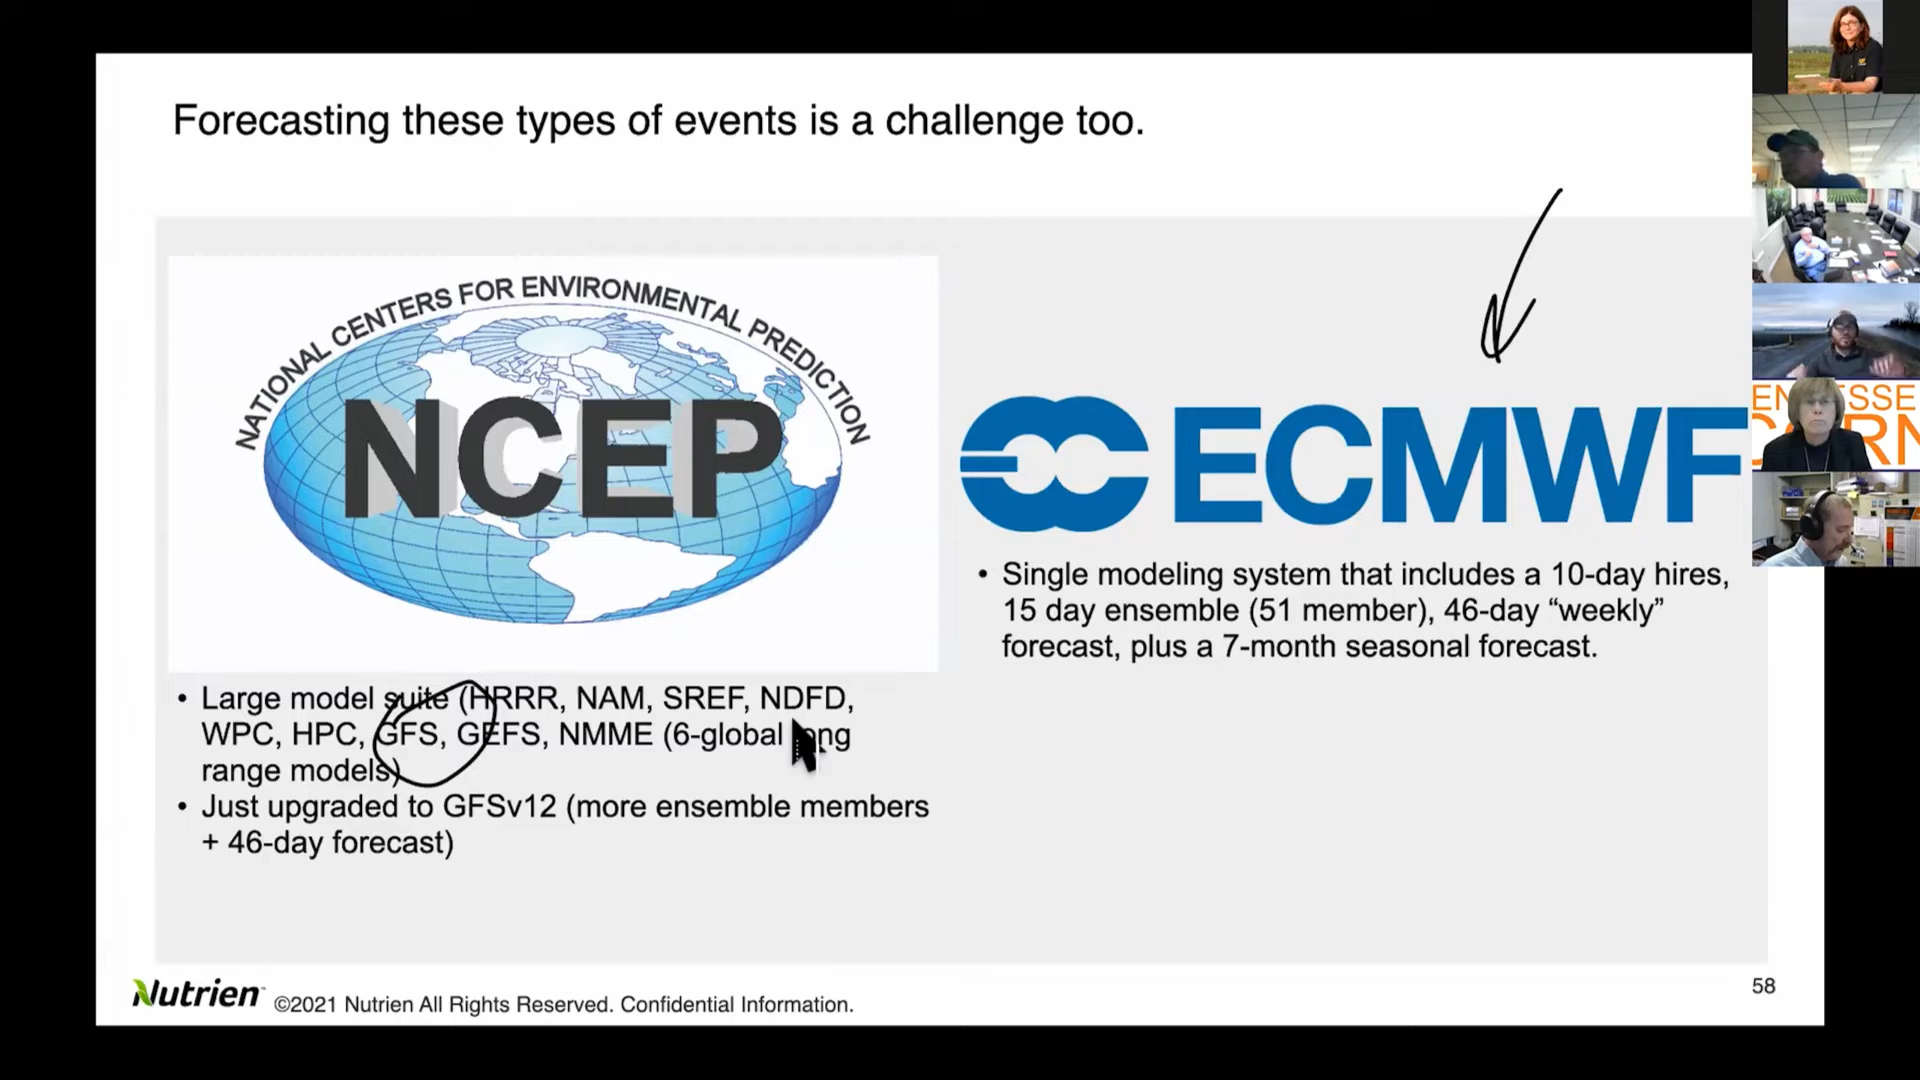 Forecasting these types of events is a challenge too.
NATIONAL CENTERS FOR ENVIRONMENTAL PREDICTION
NCEP
• Large model suite (HRRR, NAM, SREF, NDFD,
WPC, HPC, GFS, GEFS, NMME (6-global long
range models)
• Just upgraded to GFSv12 (more ensemble members
+ 46-day forecast)
ECMWF
• Single modeling system that includes a 10-day hires,
15 day ensemble (51 member), 46-day “weekly”
forecast, plus a 7-month seasonal forecast.
Nutrien
©2021 Nutrien All Rights Reserved. Confidential Information.
58